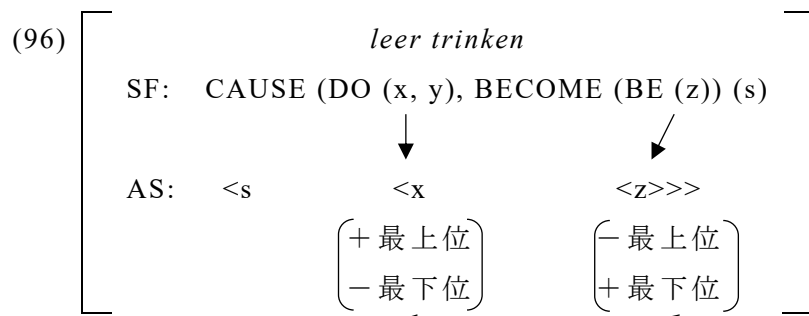 (96) leer trinken
SF: CAUSE (DO (x, y), BECOME (BE (z)) (s)
AS: <s <x <z>>>
+最上位 −最上位
−最下位 +最下位